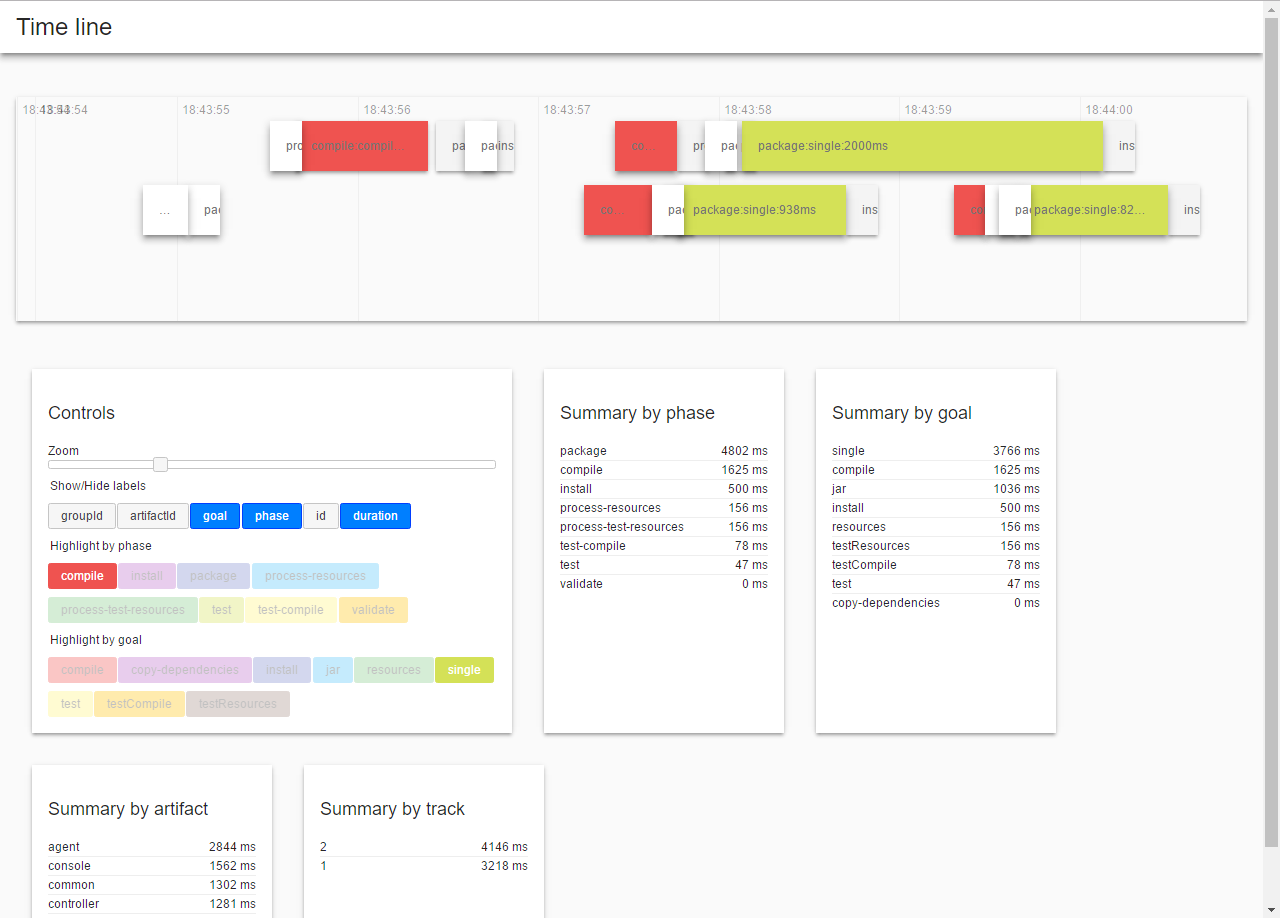 Time line
18:43:54 18:43:55 18:43:56 18:43:57 18:43:58 18:43:59 18:44:00
pro compile:compil… pa pac ins co… pr pac package:single:2000ms ins
… pac co… pac package:single:938ms ins co pac package:single:82… ins
Controls
Zoom
Show/Hide labels
groupId artifactId goal phase id duration
Highlight by phase
compile install package process-resources
process-test-resources test test-compile validate
Highlight by goal
compile copy-dependencies install jar resources single
test testCompile testResources
Summary by phase
package 4802 ms
compile 1625 ms
install 500 ms
process-resources 156 ms
process-test-resources 156 ms
test-compile 78 ms
test 47 ms
validate 0 ms
Summary by goal
single 3766 ms
compile 1625 ms
jar 1036 ms
install 500 ms
resources 156 ms
testResources 156 ms
testCompile 78 ms
test 47 ms
copy-dependencies 0 ms
Summary by artifact
agent 2844 ms
console 1562 ms
common 1302 ms
controller 1281 ms
Summary by track
2 4146 ms
1 3218 ms